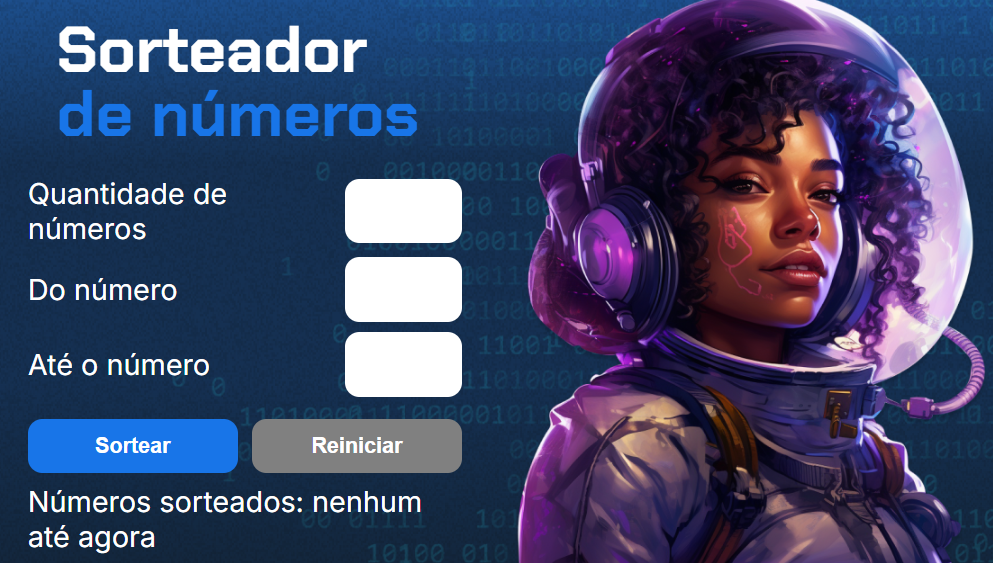 Sorteador
de números
Quantidade de
números
Do número
Até o número
Sortear
Reiniciar
Números sorteados: nenhum
até agora